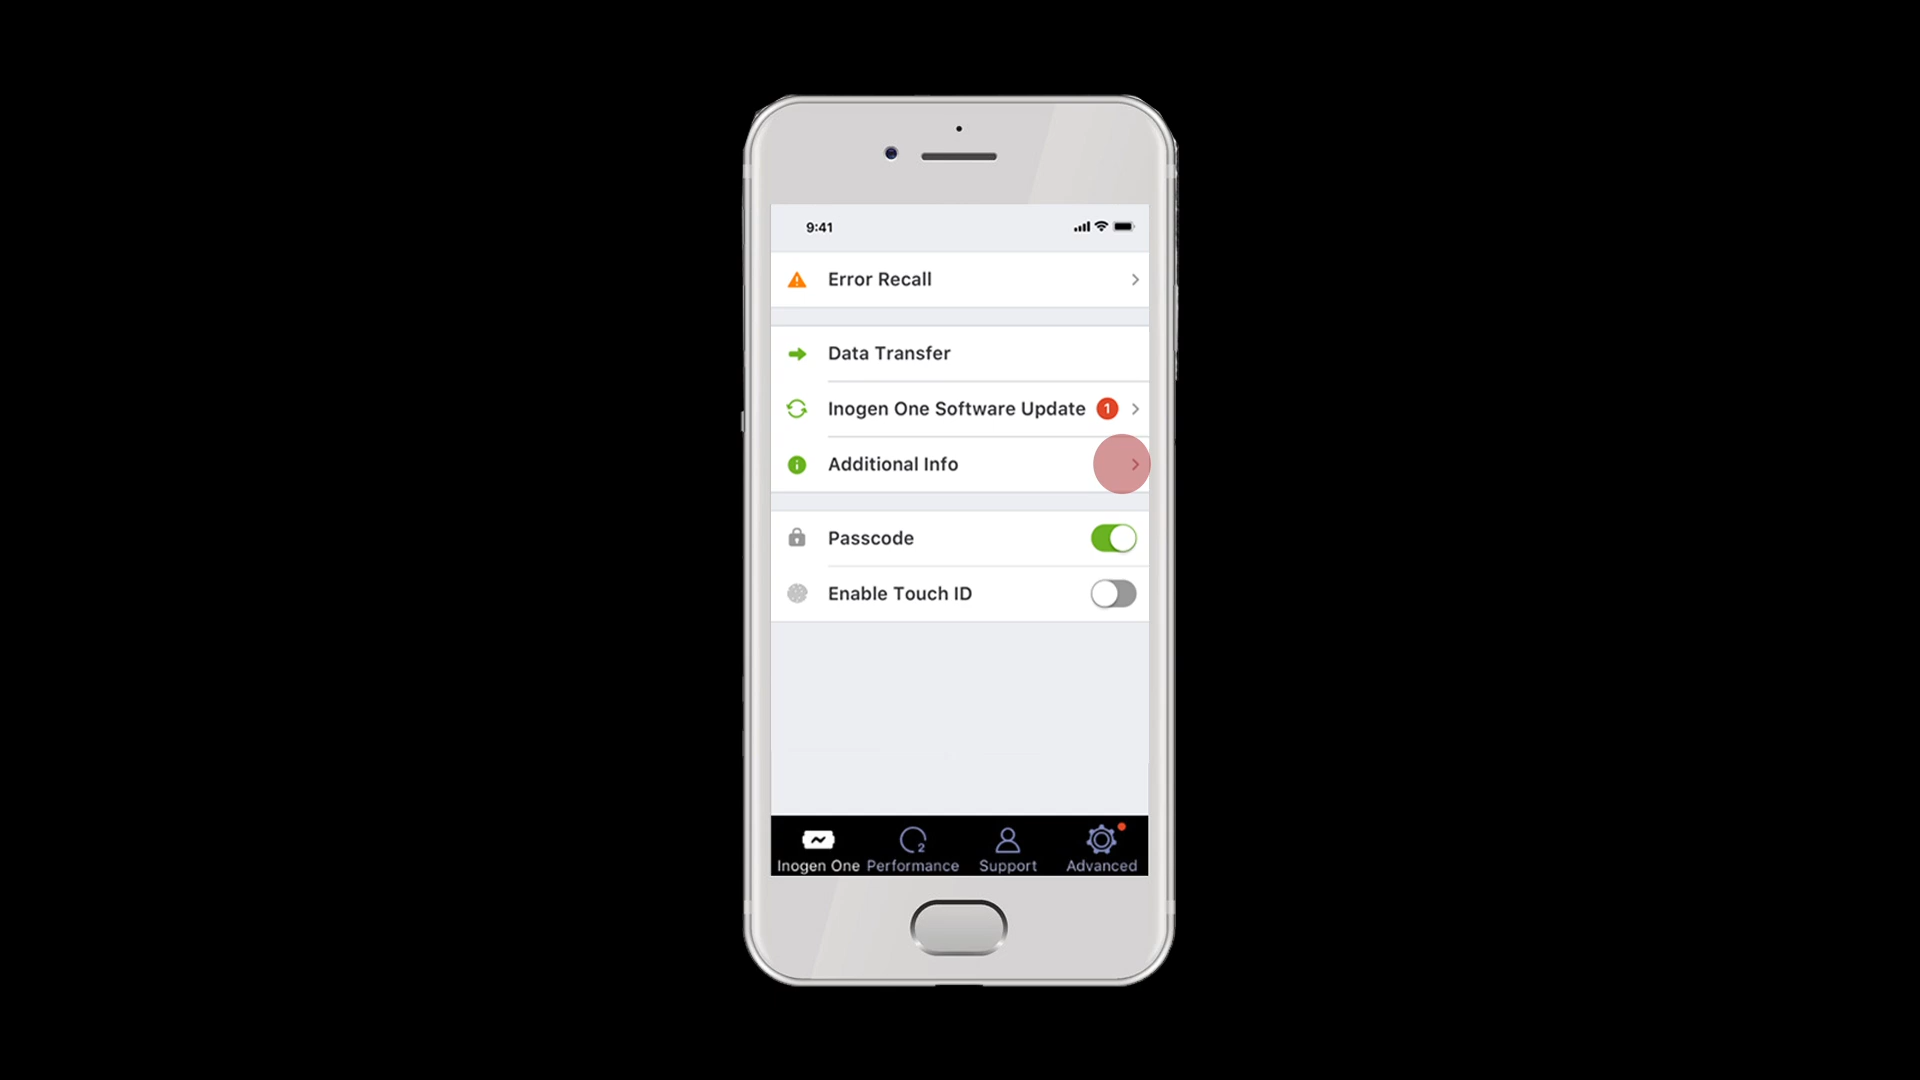 9:41
Error Recall
Data Transfer
Inogen One Software Update 1
Additional Info
Passcode
Enable Touch ID
2
Inogen One Performance Support Advanced